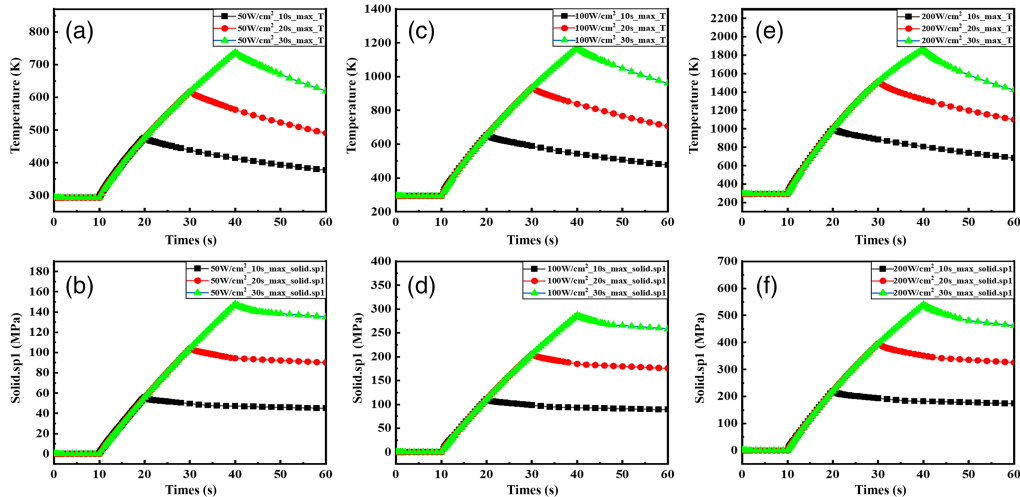 (a)
50W/cm²_10s_max_T
50W/cm²_20s_max_T
50W/cm²_30s_max_T
Temperature (K)
800
700
600
500
400
300
0 10 20 30 40 50 60
Times (s)
(c)
100W/cm²_10s_max_T
100W/cm²_20s_max_T
100W/cm²_30s_max_T
Temperature (K)
1400
1200
1000
800
600
400
200
0 10 20 30 40 50 60
Times (s)
(e)
200W/cm²_10s_max_T
200W/cm²_20s_max_T
200W/cm²_30s_max_T
Temperature (K)
2200
2000
1800
1600
1400
1200
1000
800
600
400
200
0 10 20 30 40 50 60
Times (s)
(b)
50W/cm²_10s_max_solid.sp1
50W/cm²_20s_max_solid.sp1
50W/cm²_30s_max_solid.sp1
Solid.sp1 (MPa)
180
160
140
120
100
80
60
40
20
0
0 10 20 30 40 50 60
Times (s)
(d)
100W/cm²_10s_max_solid.sp1
100W/cm²_20s_max_solid.sp1
100W/cm²_30s_max_solid.sp1
Solid.sp1 (MPa)
400
350
300
250
200
150
100
50
0
0 10 20 30 40 50 60
Times (s)
(f)
200W/cm²_10s_max_solid.sp1
200W/cm²_20s_max_solid.sp1
200W/cm²_30s_max_solid.sp1
Solid.sp1 (MPa)
700
600
500
400
300
200
100
0
0 10 20 30 40 50 60
Times (s)